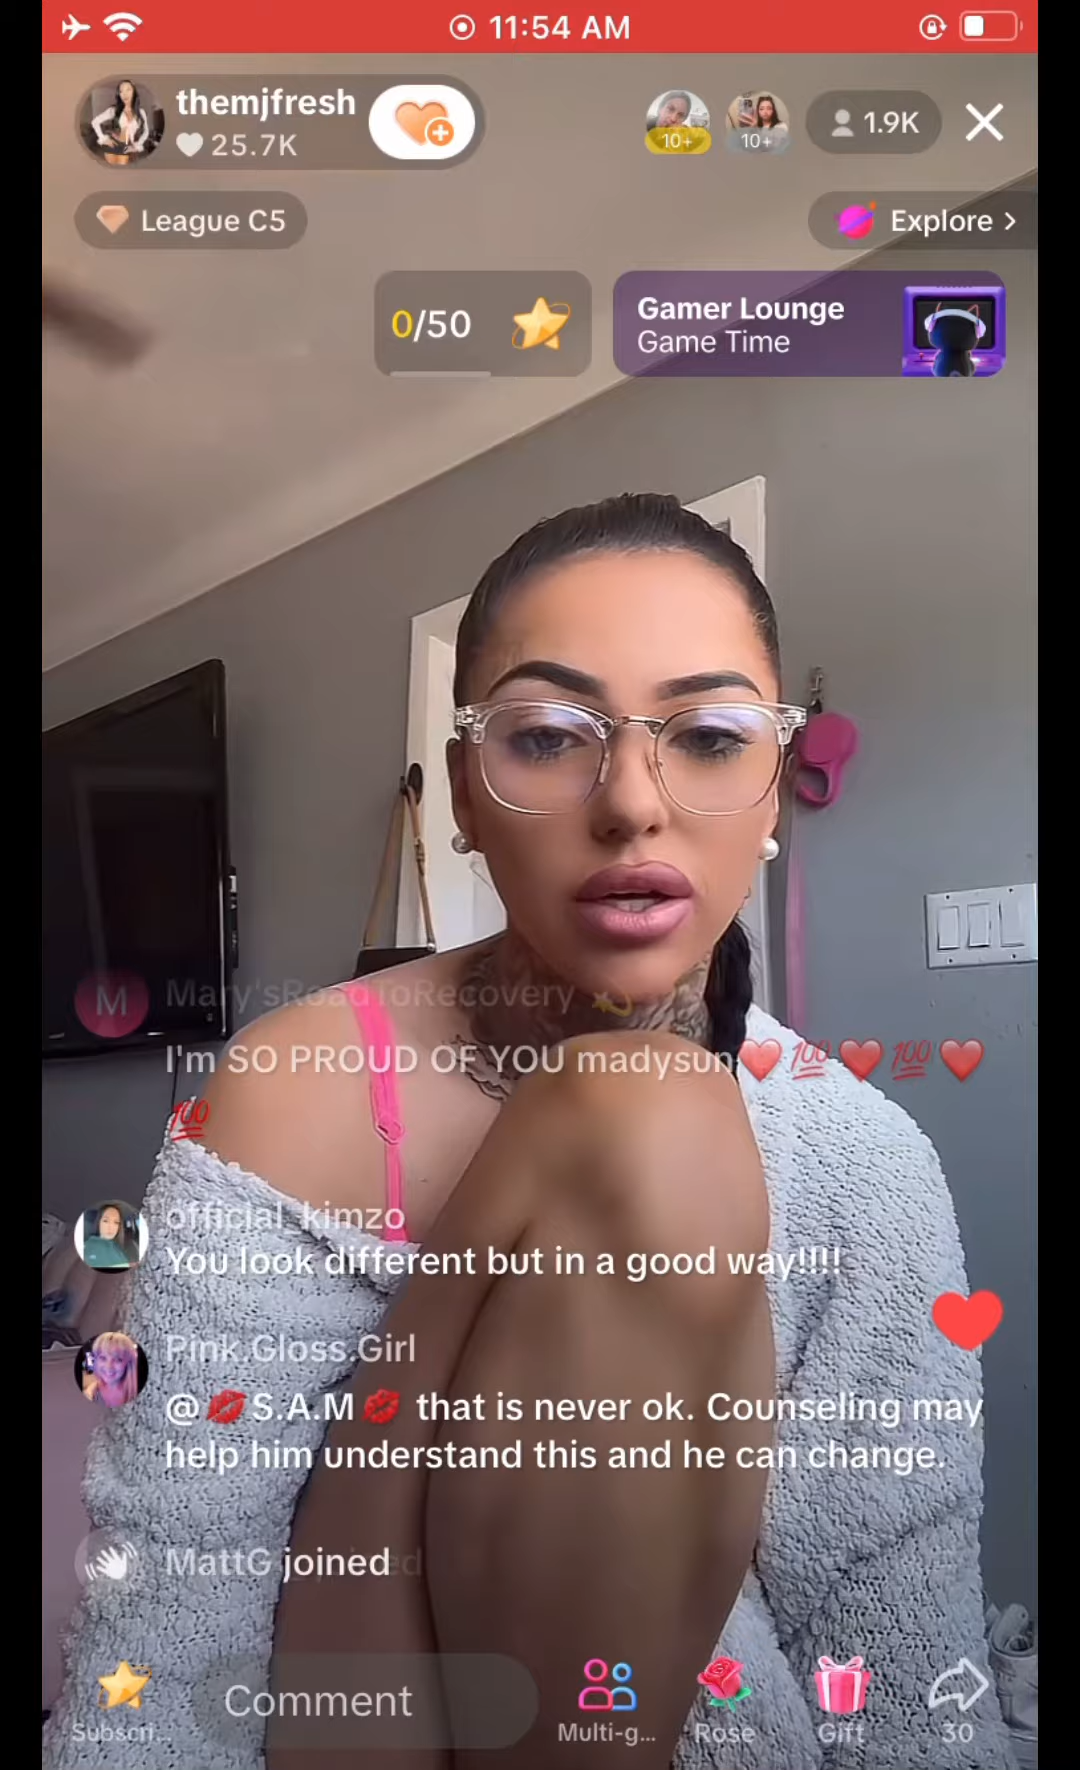 11:54 AM
themjfresh
25.7K
10+
10+
1.9K
League C5
Explore >
0/50
Gamer Lounge
Game Time
M
Mary'sRoadToRecovery
I'm SO PROUD OF YOU madysun❤️💯❤️💯❤️
💯
official_kimzo
You look different but in a good way!!!!
Pink.Gloss.Girl
@💋S.A.M💋 that is never ok. Counseling may
help him understand this and he can change.
MattG joined
Comment
Subscri...
Multi-g...
Rose
Gift
30